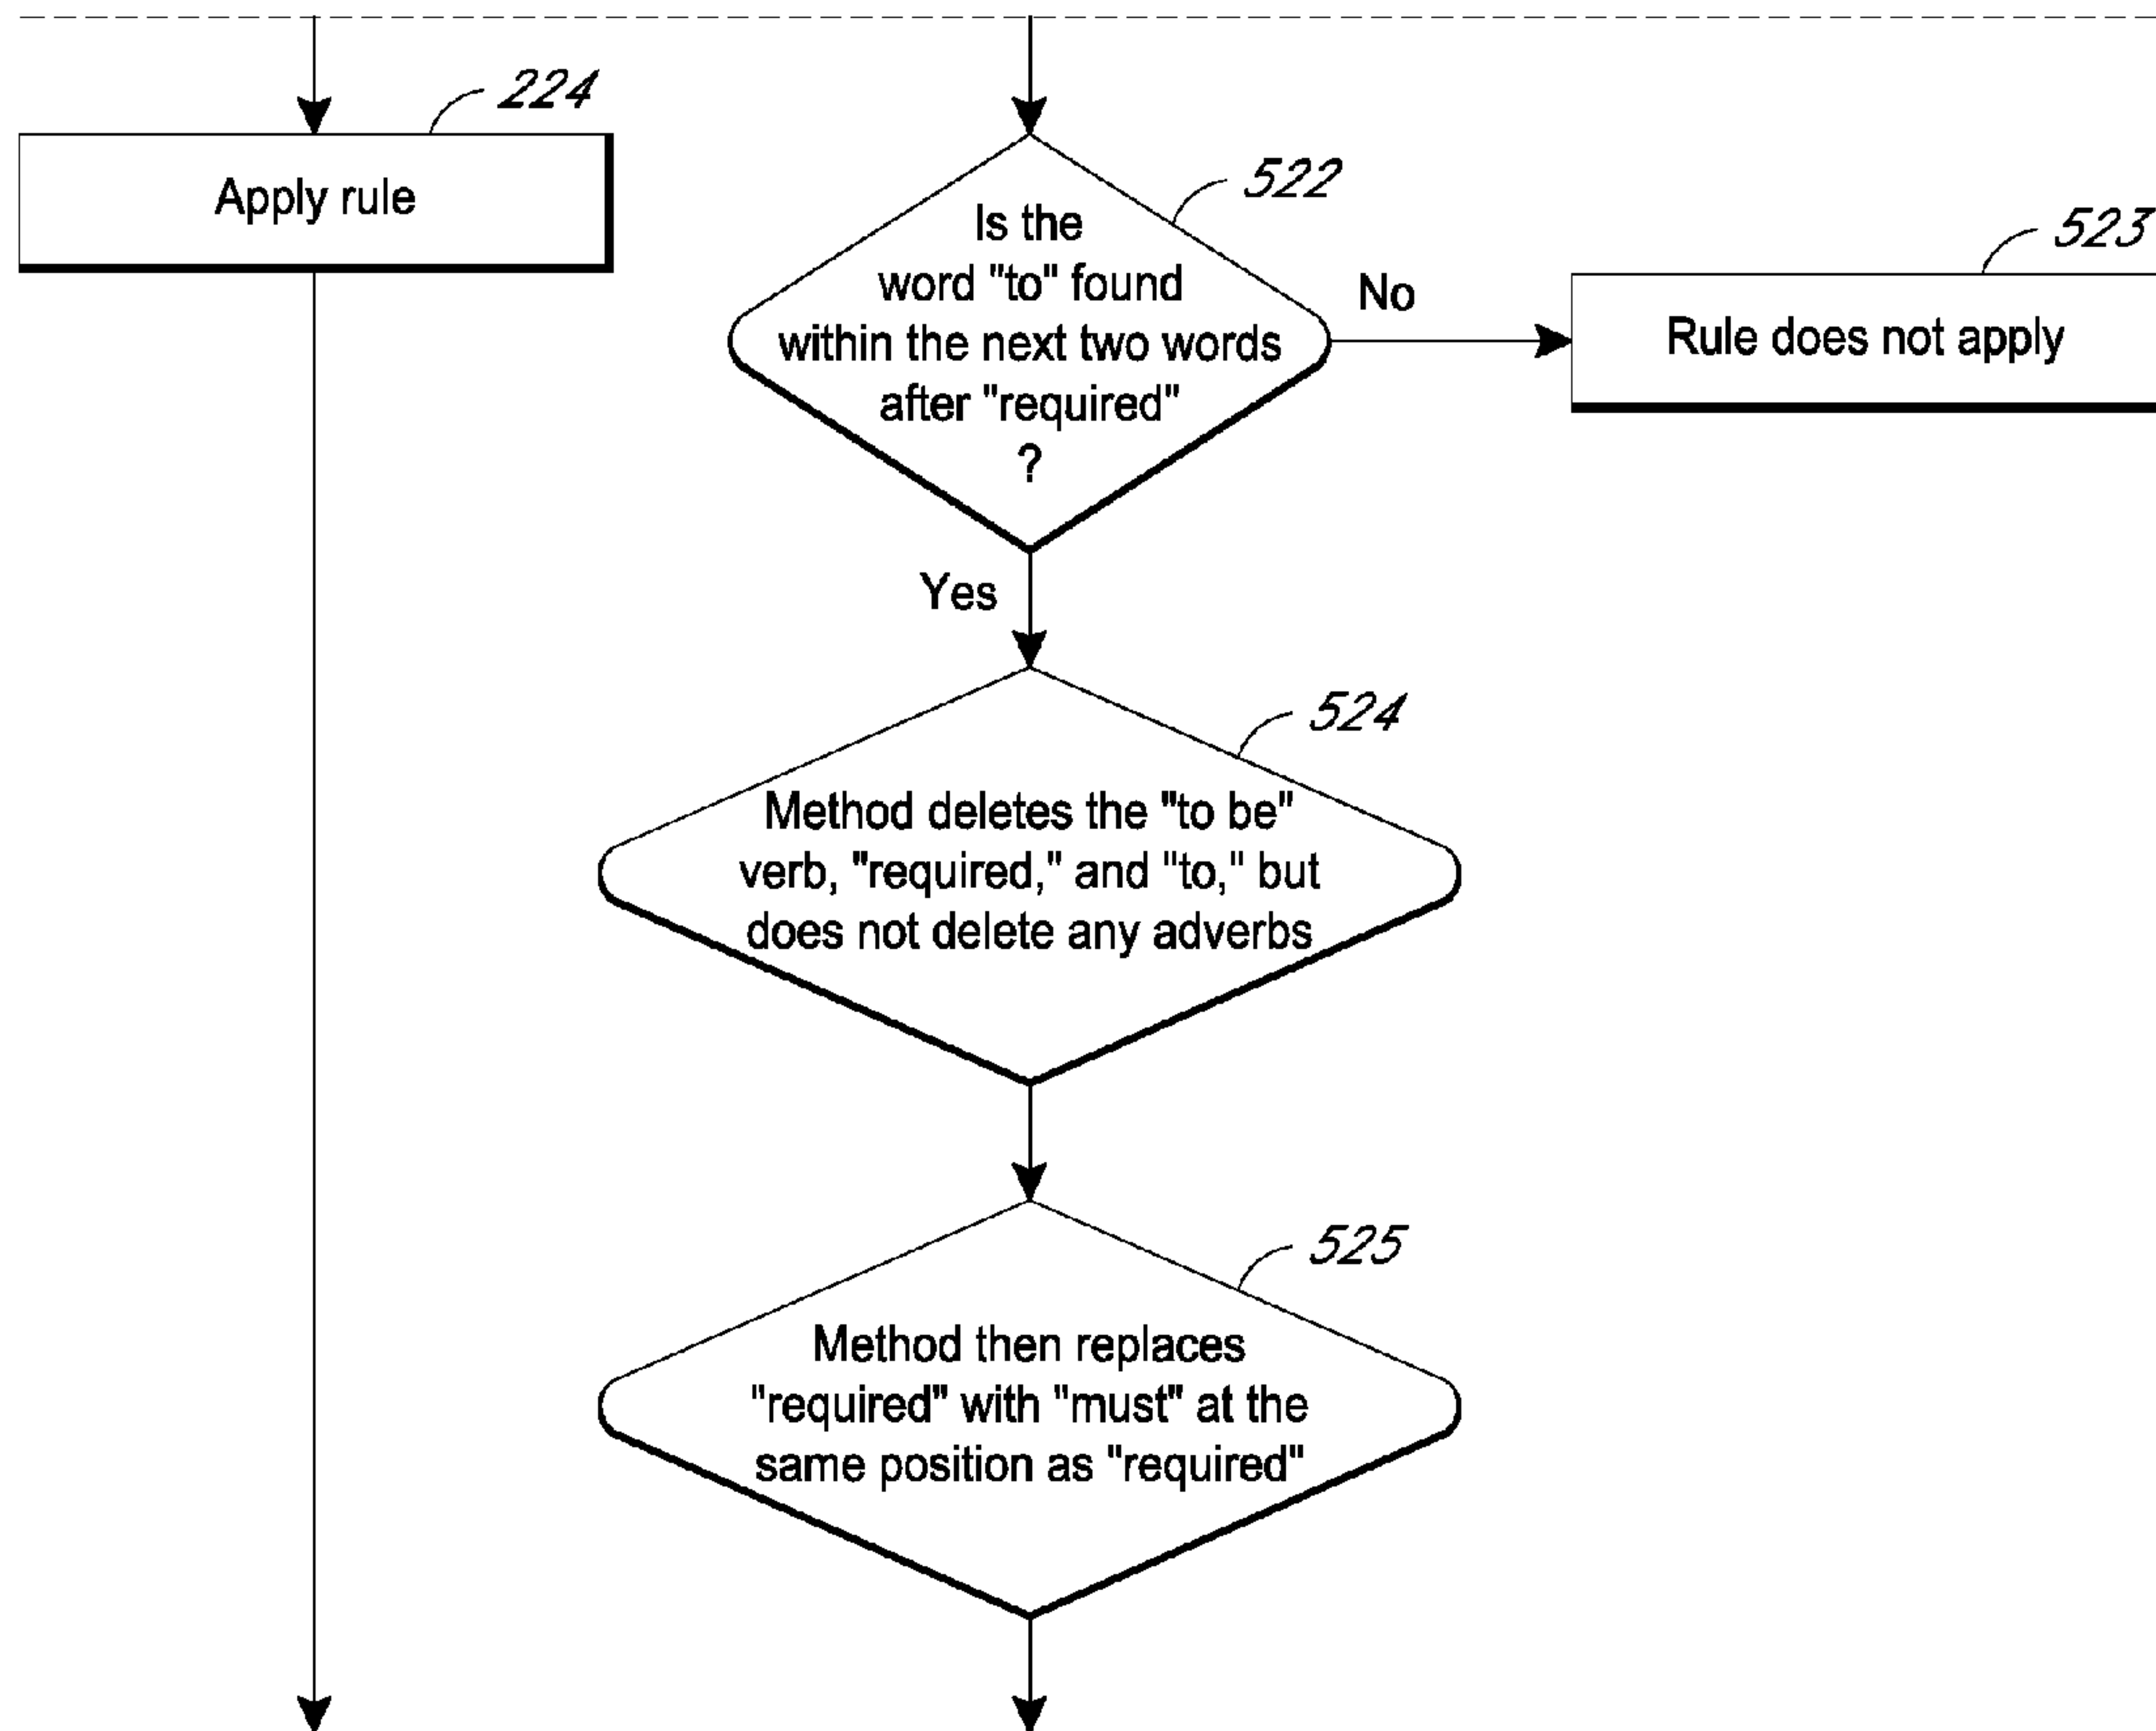 224
Apply rule
522
Is the
word "to" found
within the next two words
after "required"
?
No
523
Rule does not apply
Yes
524
Method deletes the "to be"
verb, "required," and "to," but
does not delete any adverbs
525
Method then replaces
"required" with "must" at the
same position as "required"